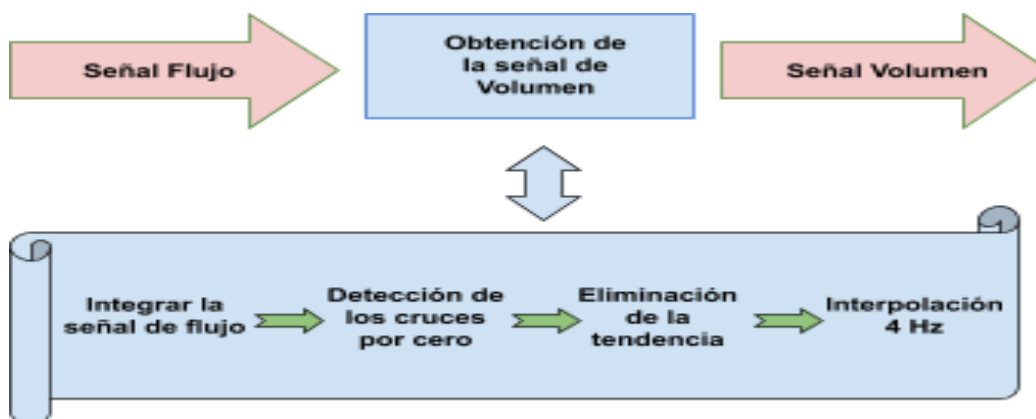 Señal Flujo
Obtención de
la señal de
Volumen
Señal Volumen
Integrar la
señal de flujo
Detección de
los cruces
por cero
Eliminación
de la
tendencia
Interpolación
4 Hz